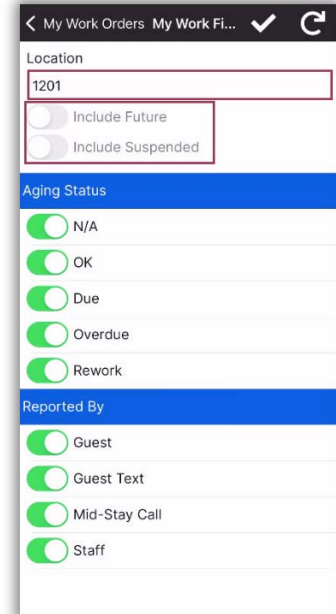 My Work Orders My Work Fi...
Location
1201
Include Future
Include Suspended
Aging Status
N/A
OK
Due
Overdue
Rework
Reported By
Guest
Guest Text
Mid-Stay Call
Staff